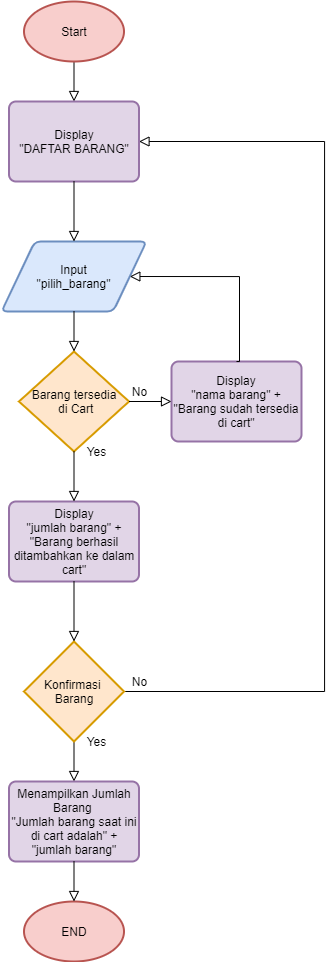 Start
Display
"DAFTAR BARANG"
Input
"pilih_barang"
Barang tersedia
di Cart
No
Display
"nama barang" +
"Barang sudah tersedia
di cart"
Yes
Display
"jumlah barang" +
"Barang berhasil
ditambahkan ke dalam
cart"
Konfirmasi
Barang
No
Yes
Menampilkan Jumlah
Barang
"Jumlah barang saat ini
di cart adalah" +
"jumlah barang"
END